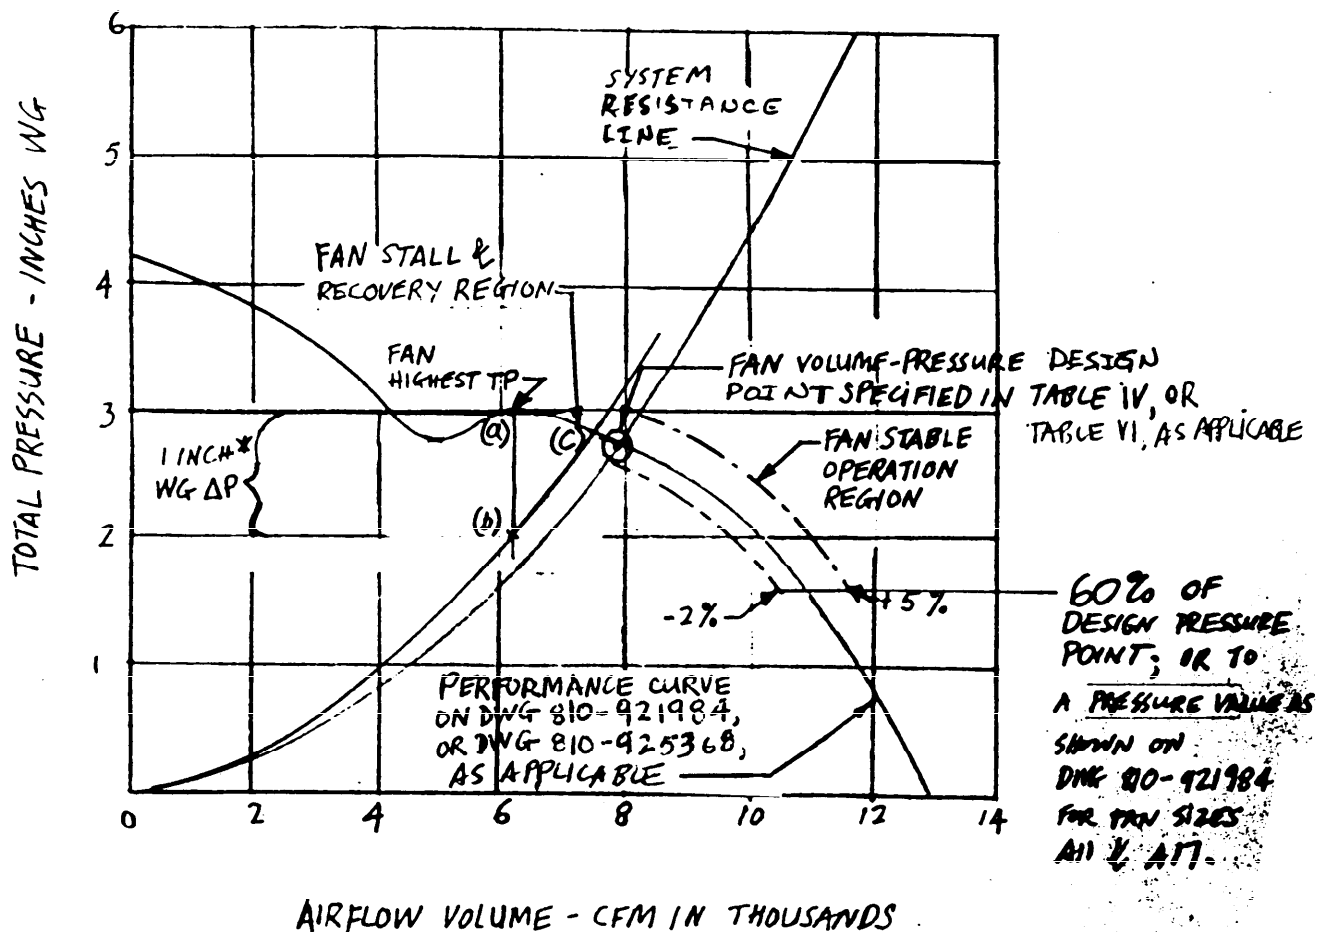 6
5
4
3
2
1
0
2
4
6
8
10
12
14
TOTAL PRESSURE - INCHES WG
AIRFLOW VOLUME - CFM IN THOUSANDS
SYSTEM
RESISTANCE
LINE
FAN STALL &
RECOVERY REGION
FAN
HIGHEST TP
FAN VOLUME-PRESSURE DESIGN
POINT SPECIFIED IN TABLE IV, OR
TABLE VI, AS APPLICABLE
(a)
(c)
(b)
1 INCH*
WG ΔP
FAN STABLE
OPERATION
REGION
-2%
+5%
60% OF
DESIGN PRESSURE
POINT; OR TO
A PRESSURE VALUE AS
SHOWN ON
DWG 810-921984
FOR FAN SIZES
A11 & A17.
PERFORMANCE CURVE
ON DWG 810-921984,
OR DWG 810-925368,
AS APPLICABLE